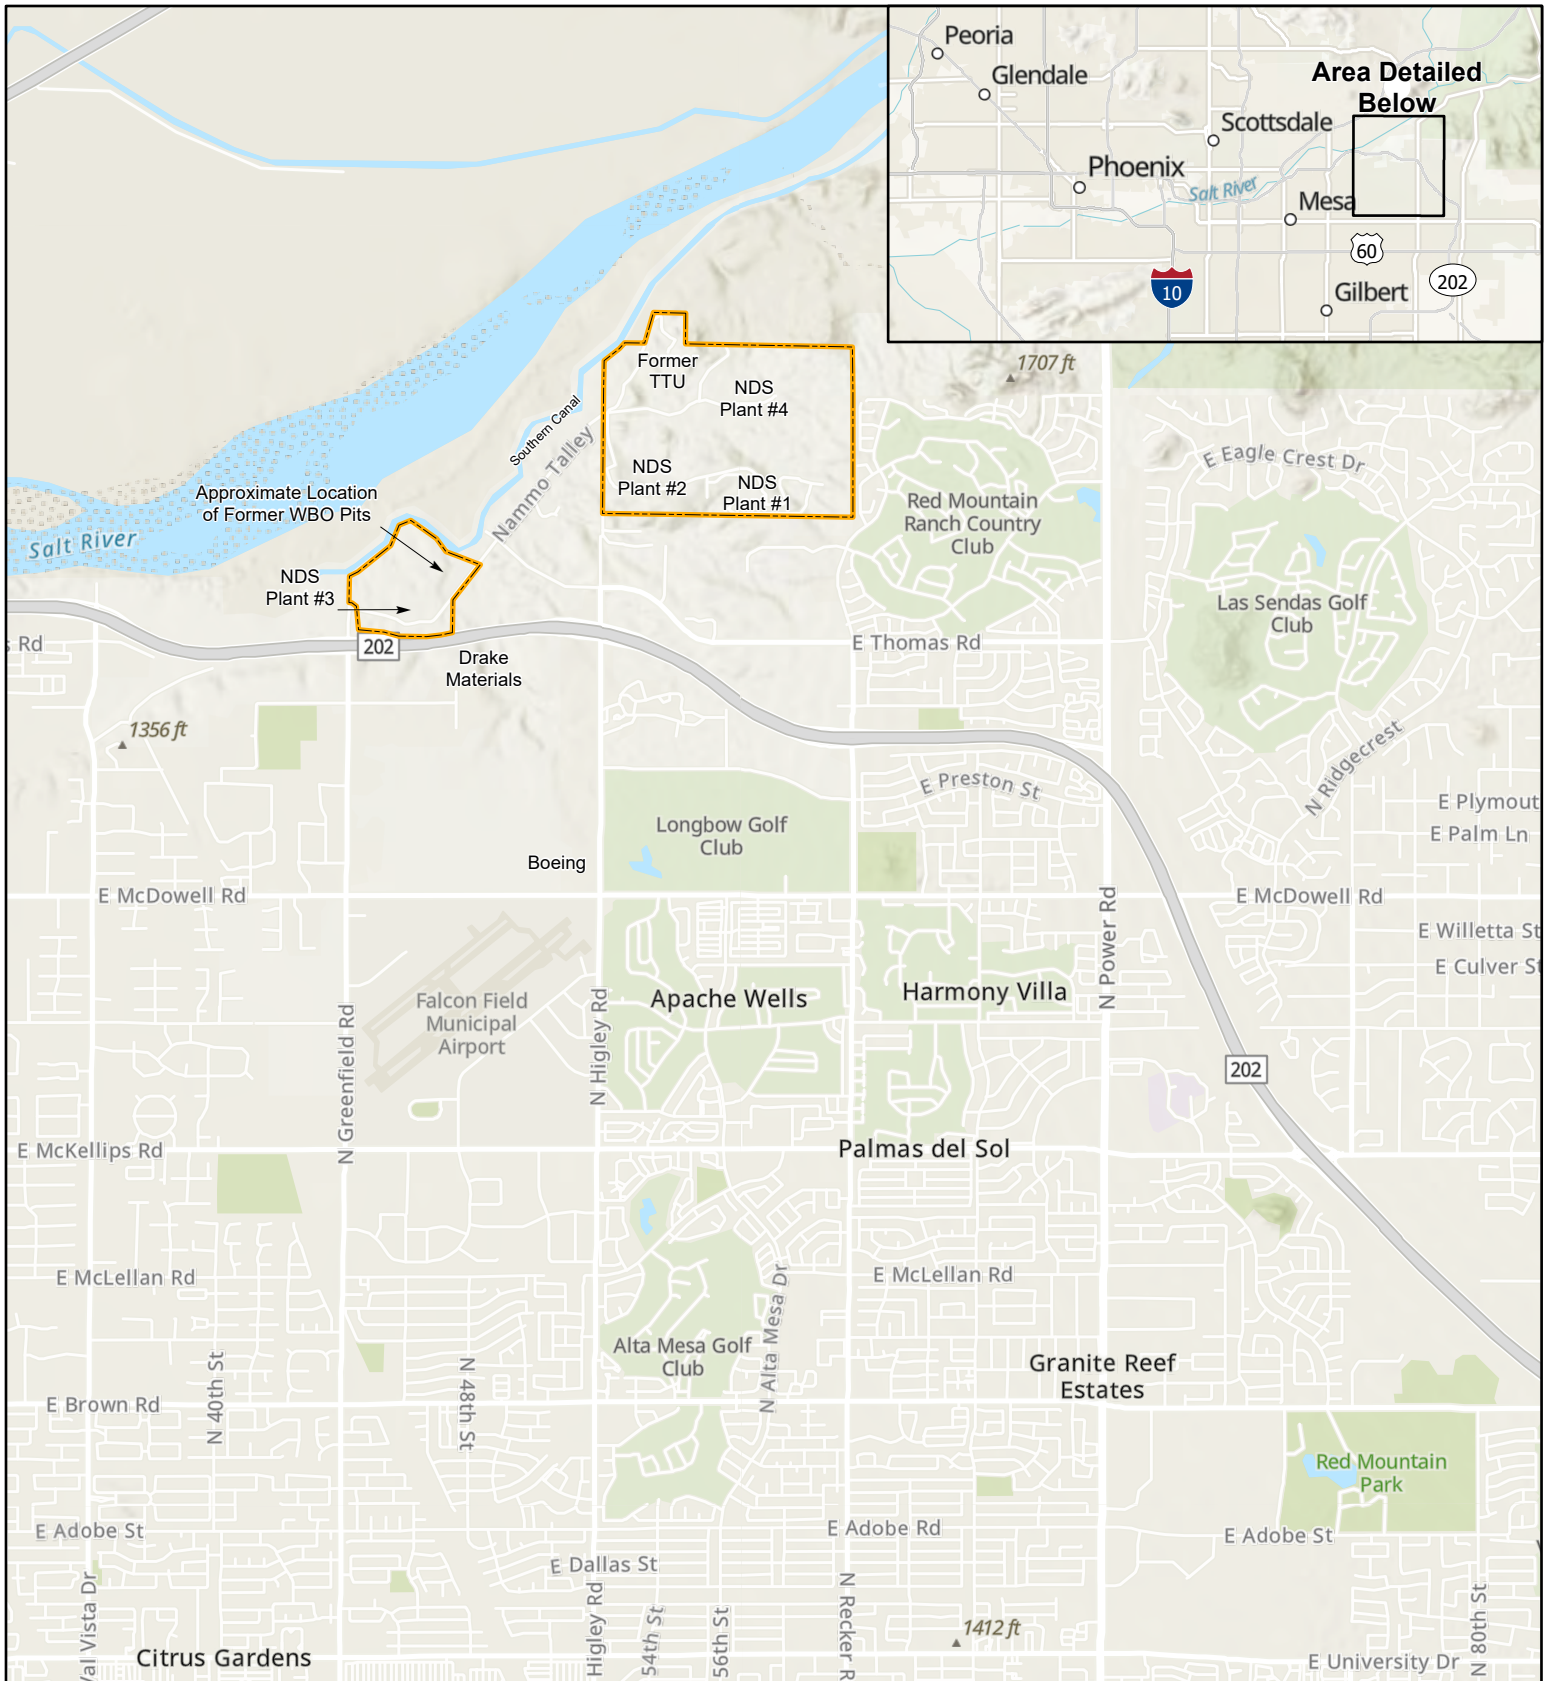 Peoria
Glendale
Area Detailed
Below
Scottsdale
Phoenix
Salt River
Mesa
60
10
202
Gilbert
1707 ft
Former
TTU
NDS
Plant #4
Southern Canal
Nammo Talley
NDS
Plant #2
NDS
Plant #1
Red Mountain
Ranch Country
Club
E Eagle Crest Dr
Approximate Location
of Former WBO Pits
Salt River
NDS
Plant #3
Las Sendas Golf
Club
s Rd
202
E Thomas Rd
Drake
Materials
1356 ft
N Ridgecrest
E Preston St
E Plymout
E Palm Ln
Longbow Golf
Club
Boeing
E McDowell Rd
E McDowell Rd
N Power Rd
E Willetta St
E Culver St
Falcon Field
Municipal
Airport
Apache Wells
Harmony Villa
N Greenfield Rd
N Higley Rd
202
E McKellips Rd
Palmas del Sol
E McLellan Rd
E McLellan Rd
N Alta Mesa Dr
Alta Mesa Golf
Club
Granite Reef
Estates
N 40th St
N 48th St
E Brown Rd
Red Mountain
Park
E Adobe St
E Adobe Rd
E Adobe St
E Dallas St
Val Vista Dr
Higley Rd
54th St
56th St
N Recker R
1412 ft
N 80th St
Citrus Gardens
E University Dr